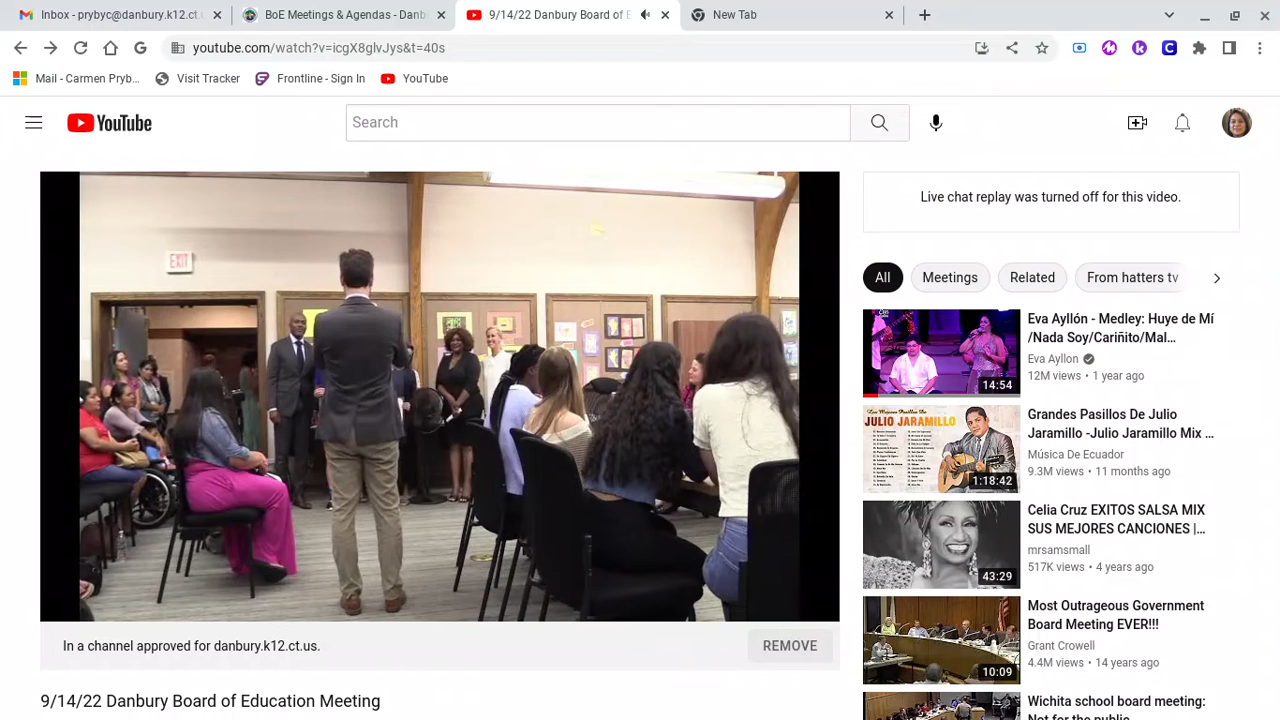 Inbox - prybyc@danbury.k12.ct.u
BoE Meetings & Agendas - Danb
9/14/22 Danbury Board of E
New Tab
youtube.com/watch?v=icgX8glvJys&t=40s
Mail - Carmen Pryb...
Visit Tracker
Frontline - Sign In
YouTube
YouTube
Search
EXIT
Live chat replay was turned off for this video.
All
Meetings
Related
From hatters tv
Eva Ayllón - Medley: Huye de Mí
/Nada Soy/Cariñito/Mal...
Eva Ayllon
12M views • 1 year ago
14:54
Grandes Pasillos De Julio
Jaramillo -Julio Jaramillo Mix ...
Música De Ecuador
9.3M views • 11 months ago
JULIO JARAMILLO
1:18:42
Celia Cruz EXITOS SALSA MIX
SUS MEJORES CANCIONES |...
mrsamsmall
517K views • 4 years ago
43:29
Most Outrageous Government
Board Meeting EVER!!!
Grant Crowell
4.4M views • 14 years ago
10:09
Wichita school board meeting:
Not for the public
In a channel approved for danbury.k12.ct.us.
REMOVE
9/14/22 Danbury Board of Education Meeting